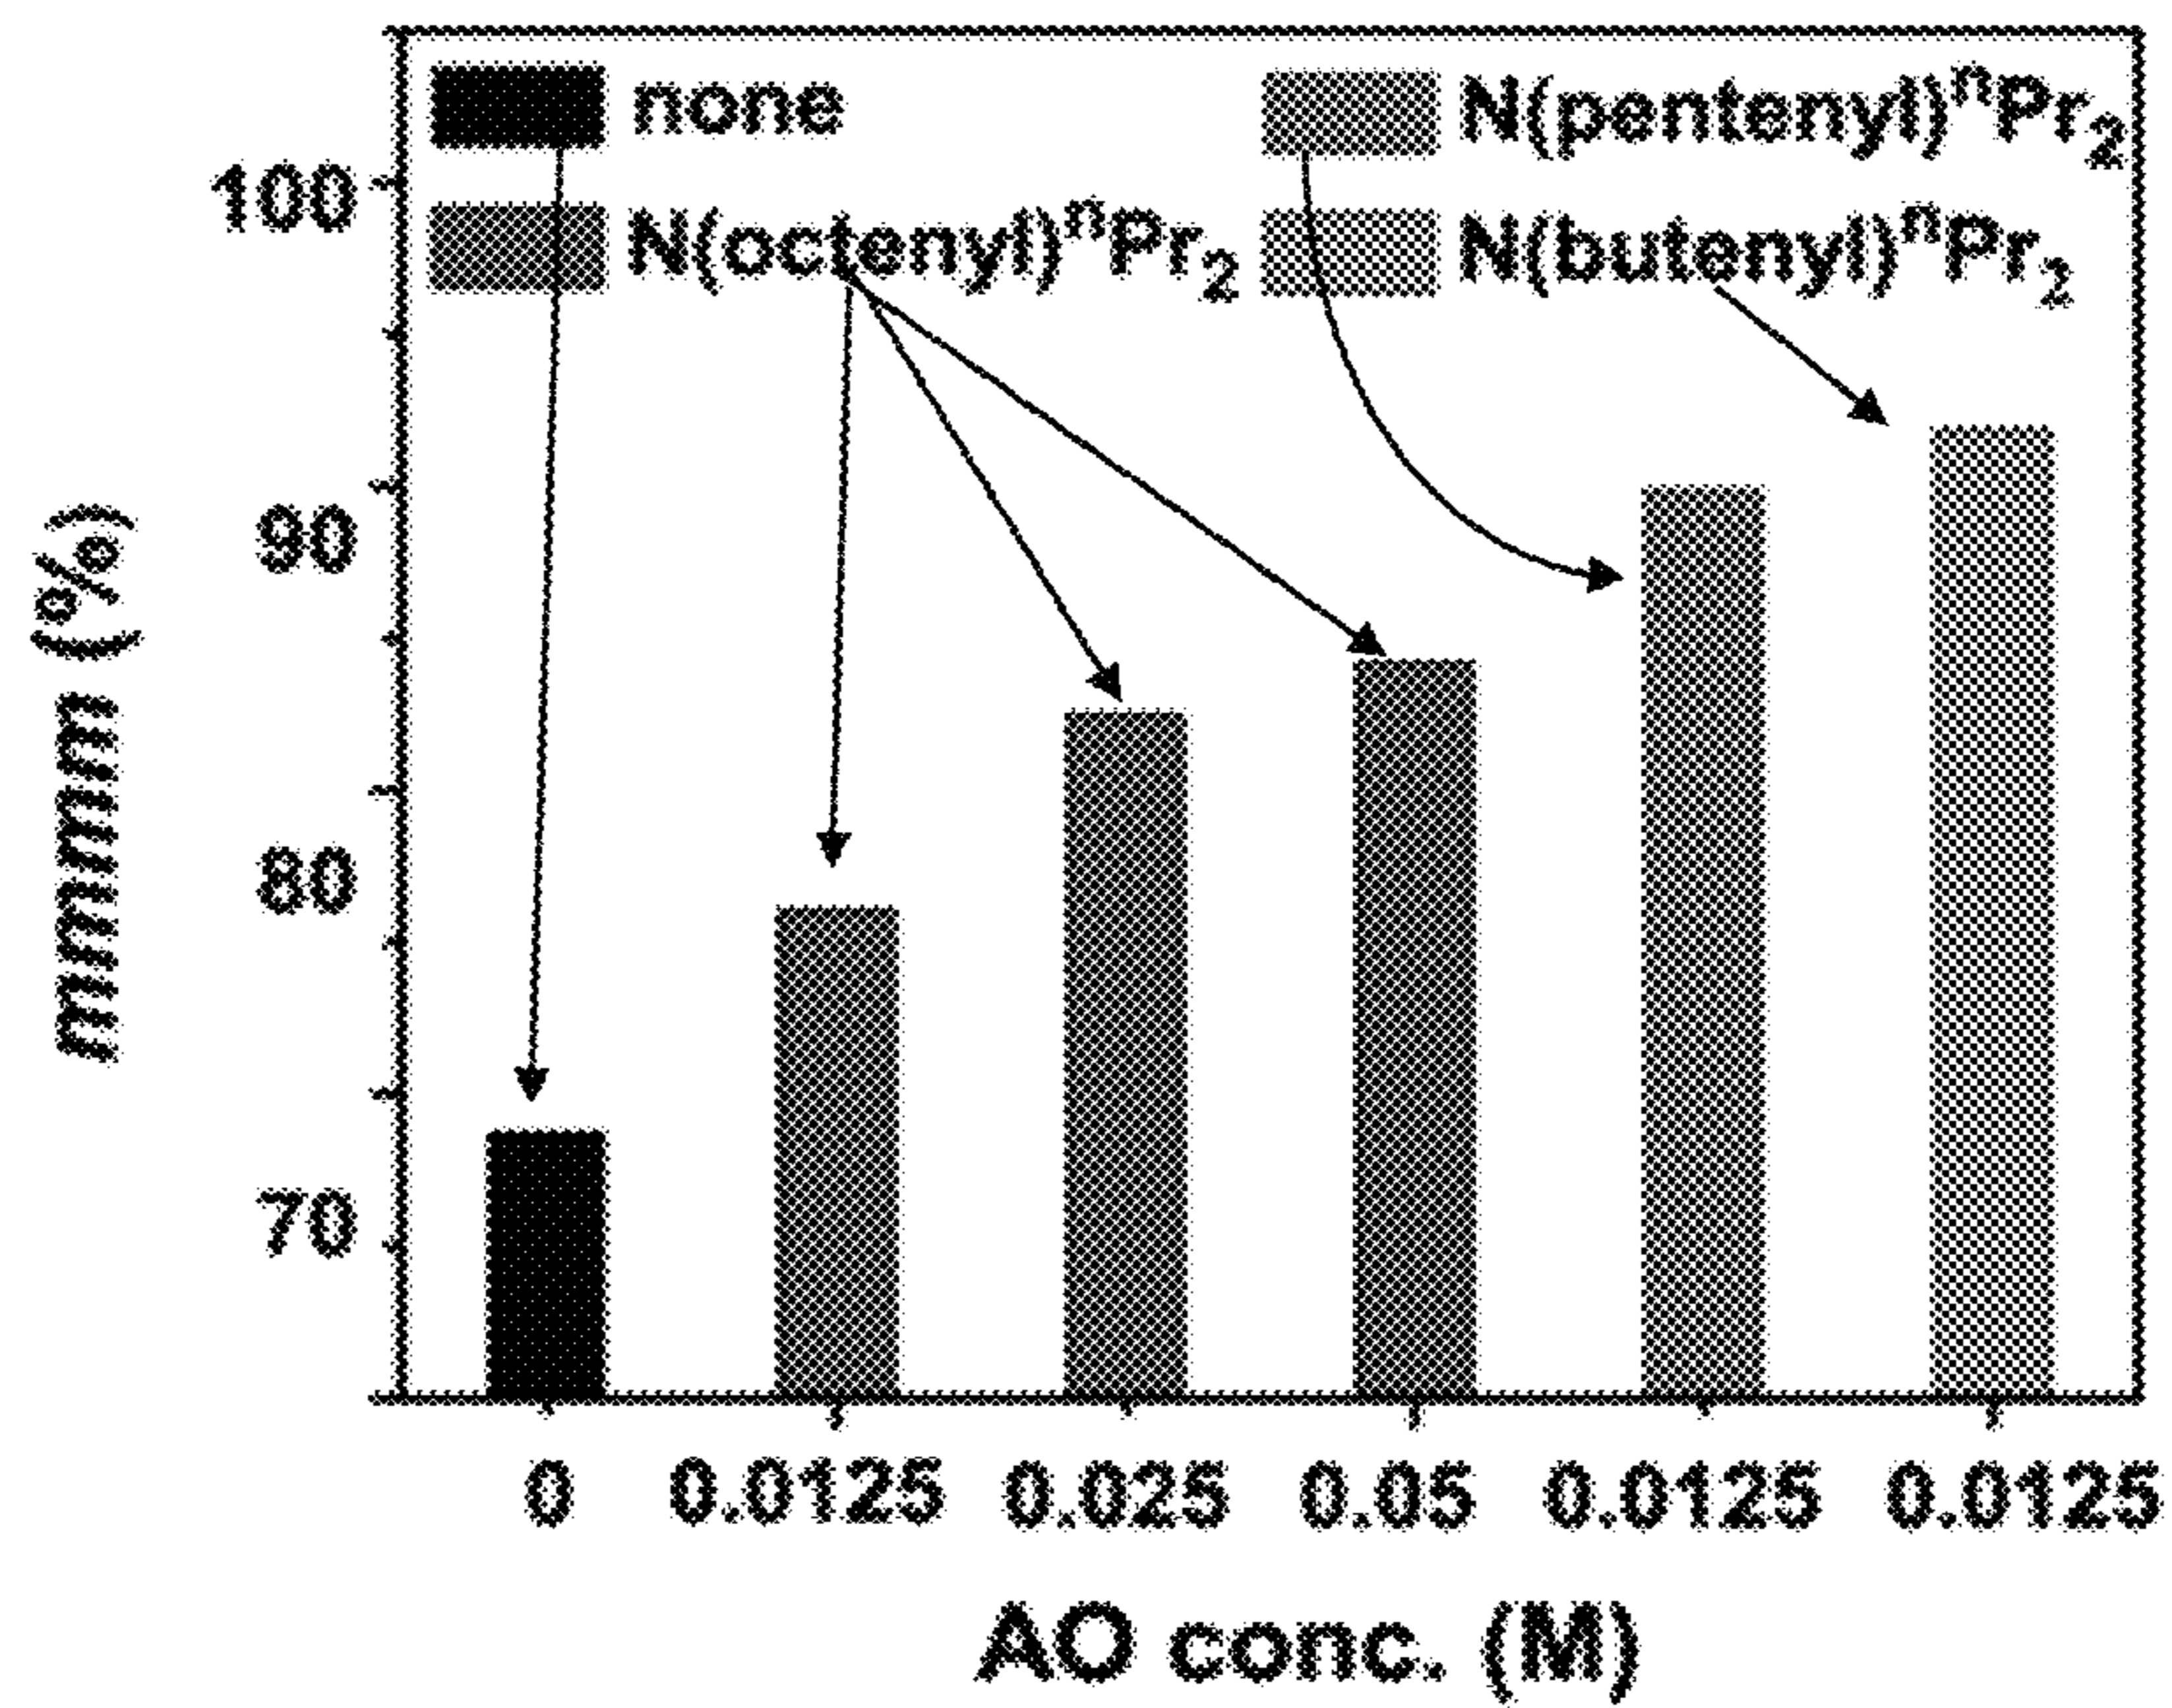 none
N(pentenyl)ⁿPr₂
N(octenyl)ⁿPr₂
N(butenyl)ⁿPr₂
100
90
80
70
mmmm (%)
0 0.0125 0.025 0.05 0.0125 0.0125
AO conc. (M)